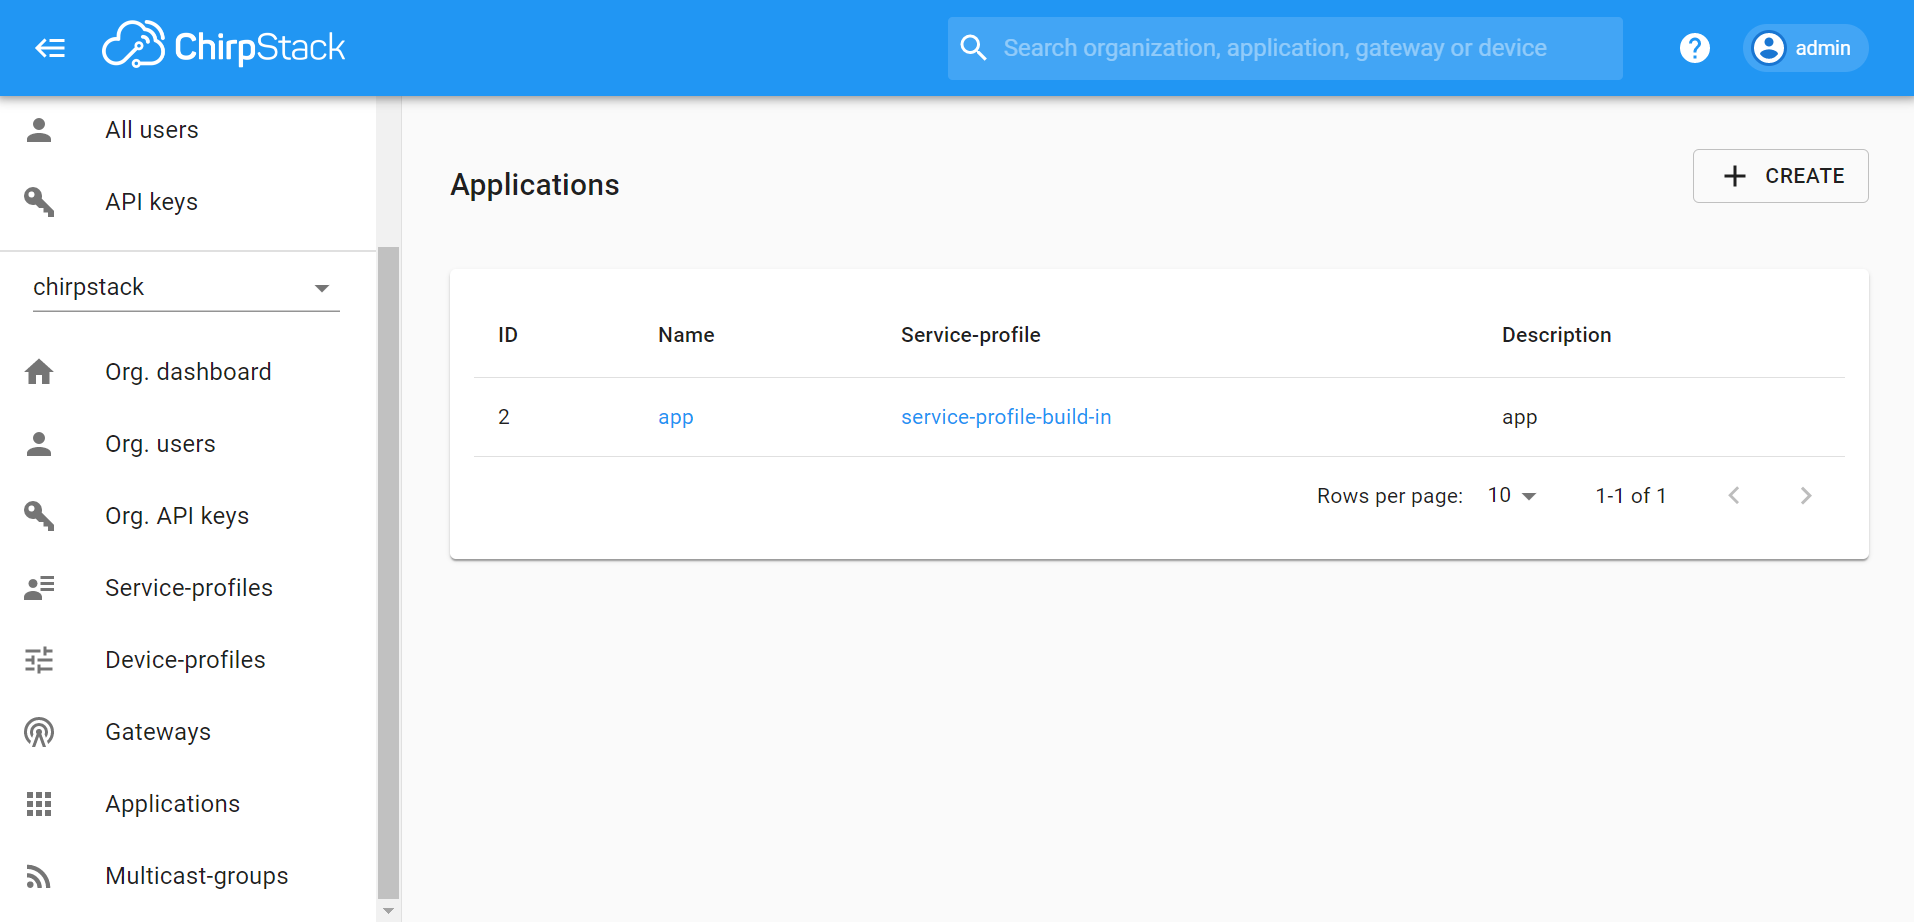 ChirpStack
Search organization, application, gateway or device
?
admin
All users
API keys
chirpstack
Org. dashboard
Org. users
Org. API keys
Service-profiles
Device-profiles
Gateways
Applications
Multicast-groups
Applications
CREATE
ID Name Service-profile Description
2 app service-profile-build-in app
Rows per page: 10 1-1 of 1